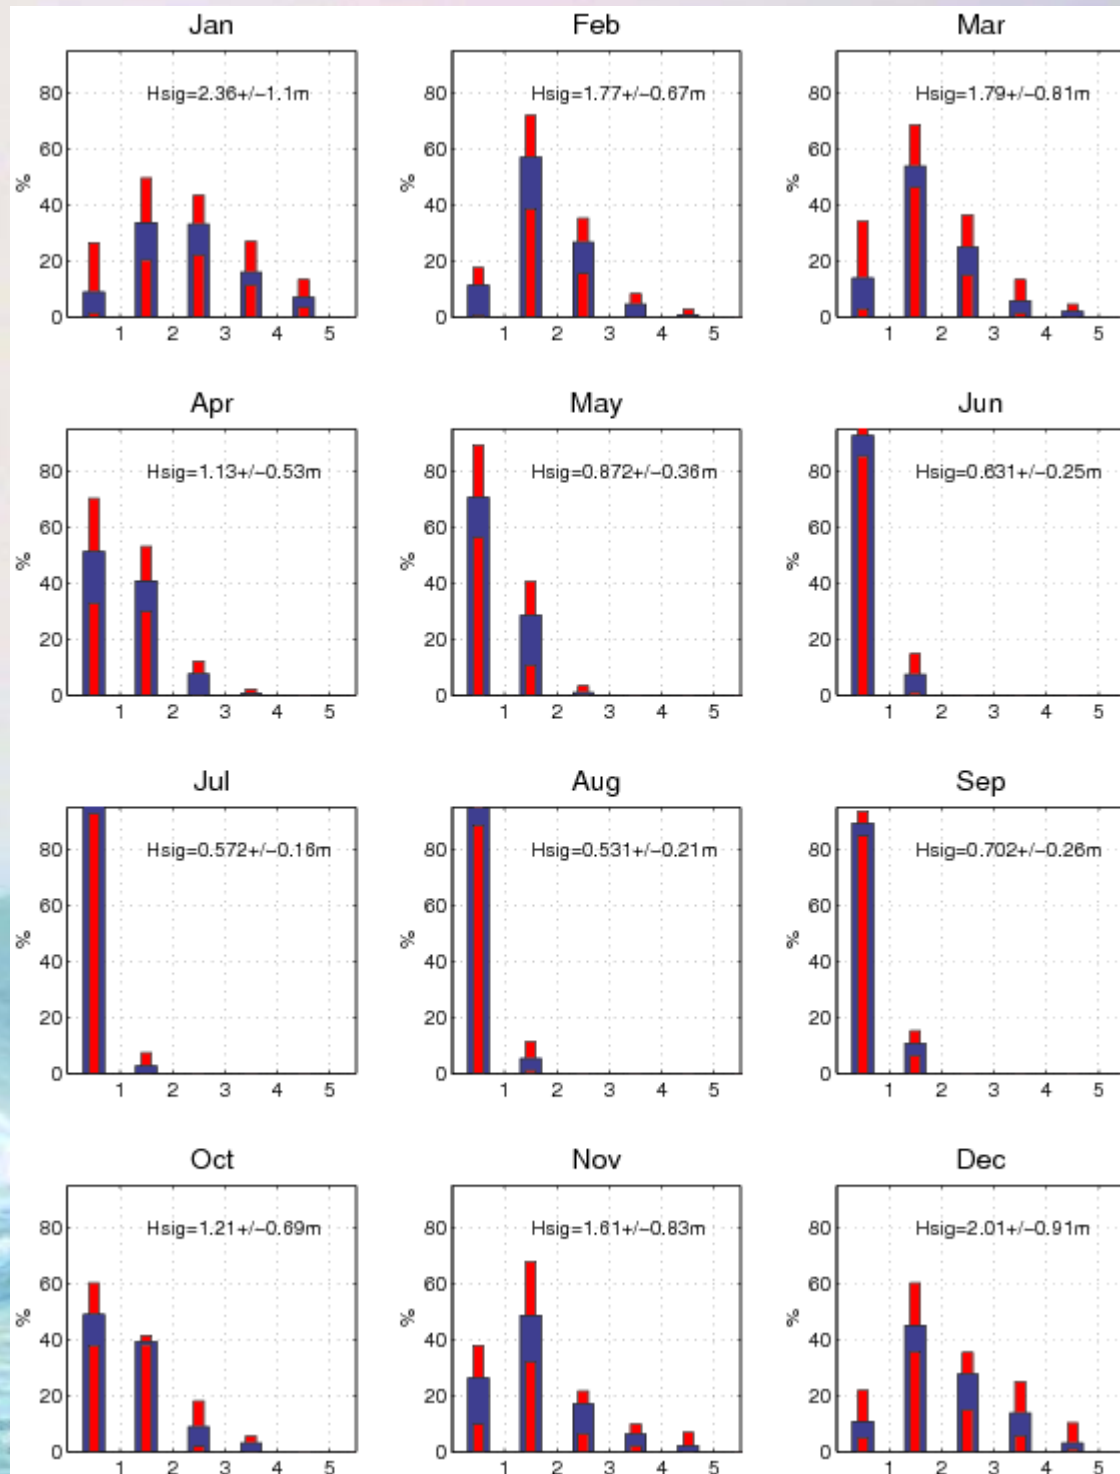 Jan Feb Mar
80 Hsig=2.36+/-1.1m 80 Hsig=1.77+/-0.67m 80 Hsig=1.79+/-0.81m
60 60 60
% % %
40 40 40
20 20 20
0 0 0
1 2 3 4 5 1 2 3 4 5 1 2 3 4 5
Apr May Jun
80 Hsig=1.13+/-0.53m 80 Hsig=0.872+/-0.36m 80 Hsig=0.631+/-0.25m
60 60 60
% % %
40 40 40
20 20 20
0 0 0
1 2 3 4 5 1 2 3 4 5 1 2 3 4 5
Jul Aug Sep
80 Hsig=0.572+/-0.16m 80 Hsig=0.531+/-0.21m 80 Hsig=0.702+/-0.26m
60 60 60
% % %
40 40 40
20 20 20
0 0 0
1 2 3 4 5 1 2 3 4 5 1 2 3 4 5
Oct Nov Dec
80 Hsig=1.21+/-0.69m 80 Hsig=1.61+/-0.83m 80 Hsig=2.01+/-0.91m
60 60 60
% % %
40 40 40
20 20 20
0 0 0
1 2 3 4 5 1 2 3 4 5 1 2 3 4 5